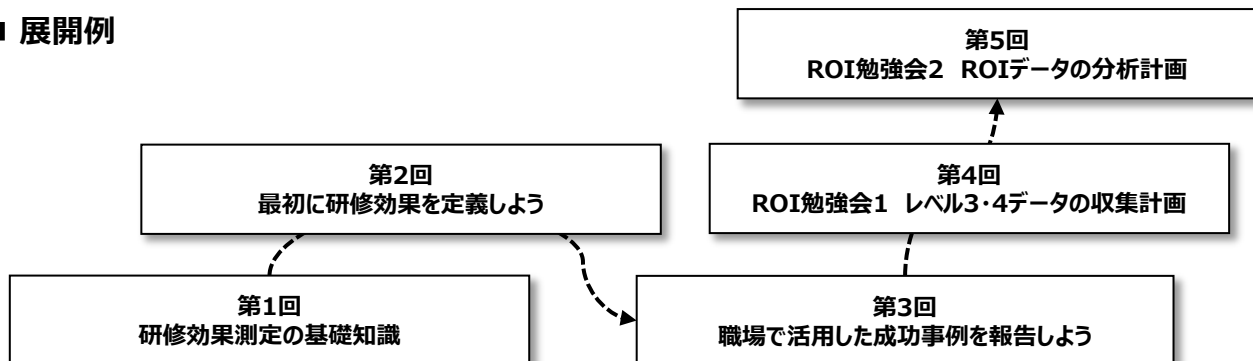 ■ 展開例
第5回
ROI勉強会2 ROIデータの分析計画
第2回
最初に研修効果を定義しよう
第4回
ROI勉強会1 レベル3・4データの収集計画
第1回
研修効果測定の基礎知識
第3回
職場で活用した成功事例を報告しよう